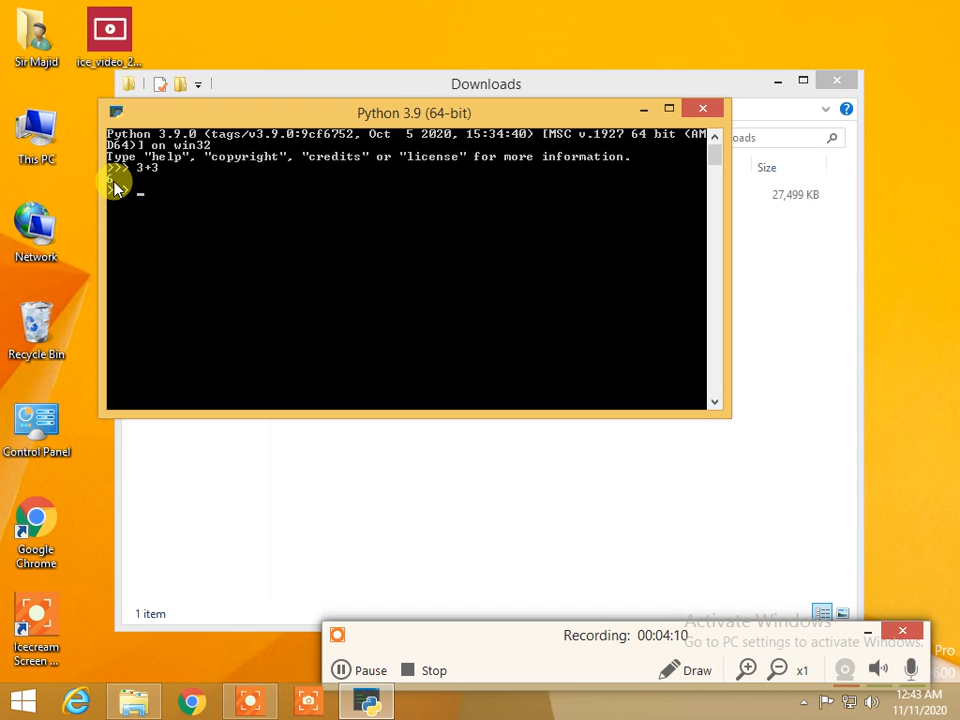 Sir Majid
ice_video_2...
This PC
Network
Recycle Bin
Control Panel
Google
Chrome
Icecream
Screen ...
Downloads
Python 3.9 (64-bit)
Python 3.9.0 (tags/v3.9.0:9cf6752, Oct  5 2020, 15:34:40) [MSC v.1927 64 bit (AM
D64)] on win32
Type "help", "copyright", "credits" or "license" for more information.
>>> 3+3
6
>>>
oads
Size
27,499 KB
1 item
Activate Windows
Go to PC settings to activate Windows.
Recording: 00:04:10
Pause
Stop
Draw
x1
Pro
600
12:43 AM
11/11/2020